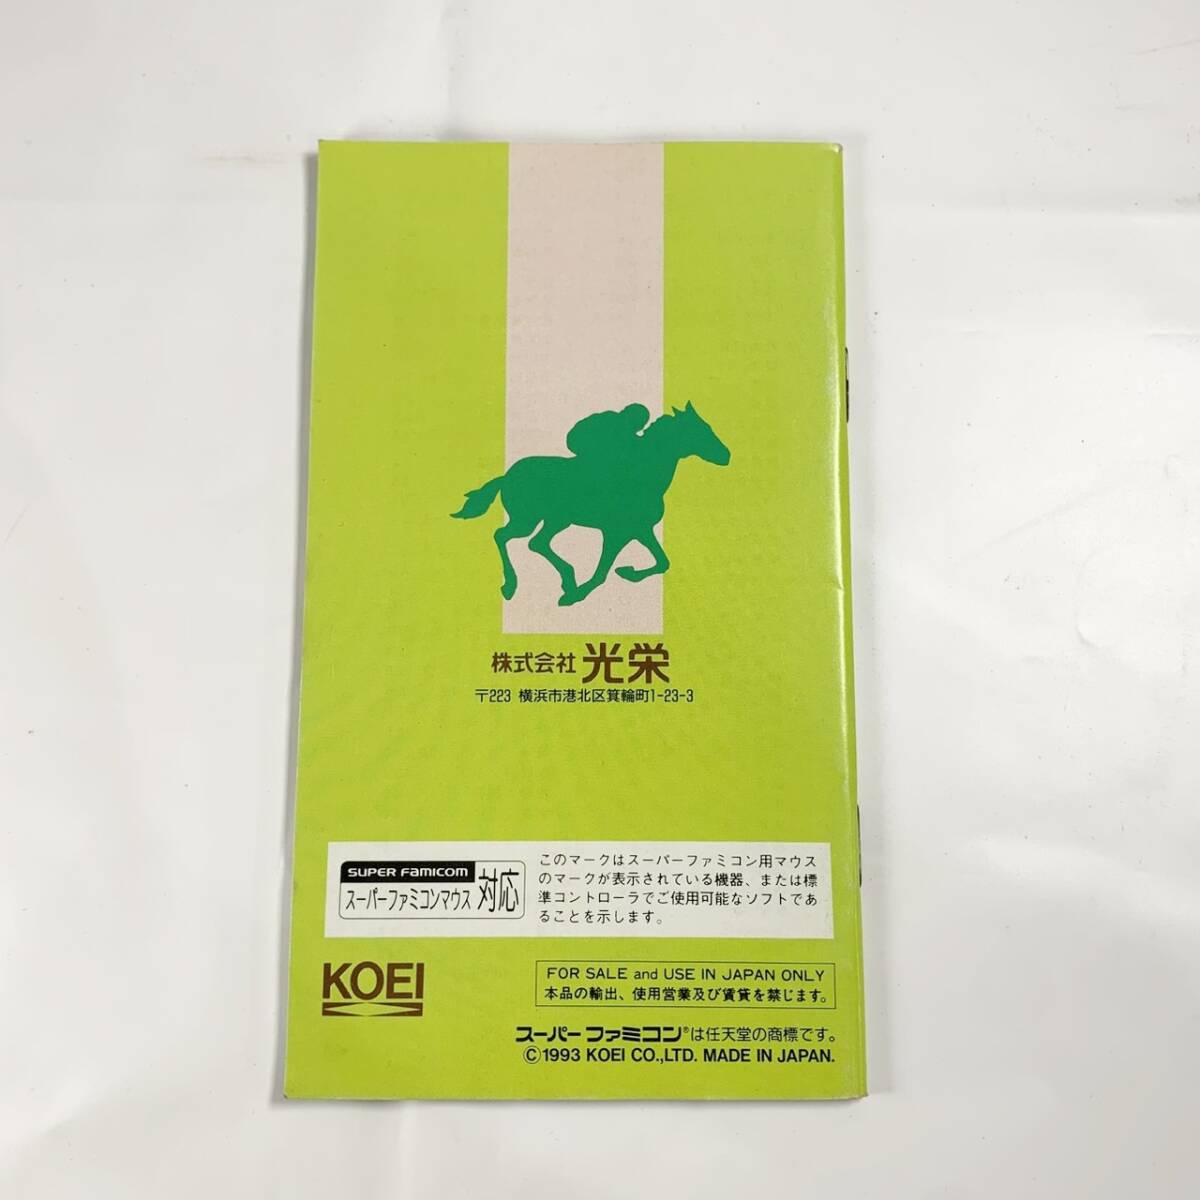 株式会社 光栄
〒223 横浜市港北区箕輪町1-23-3
SUPER FAMICOM
スーパーファミコンマウス 対応
このマークはスーパーファミコン用マウス
のマークが表示されている機器、または標
準コントローラでご使用可能なソフトであ
ることを示します。
KOEI
FOR SALE and USE IN JAPAN ONLY
本品の輸出、使用営業及び賃貸を禁じます。
スーパーファミコン®は任天堂の商標です。
©1993 KOEI CO.,LTD. MADE IN JAPAN.